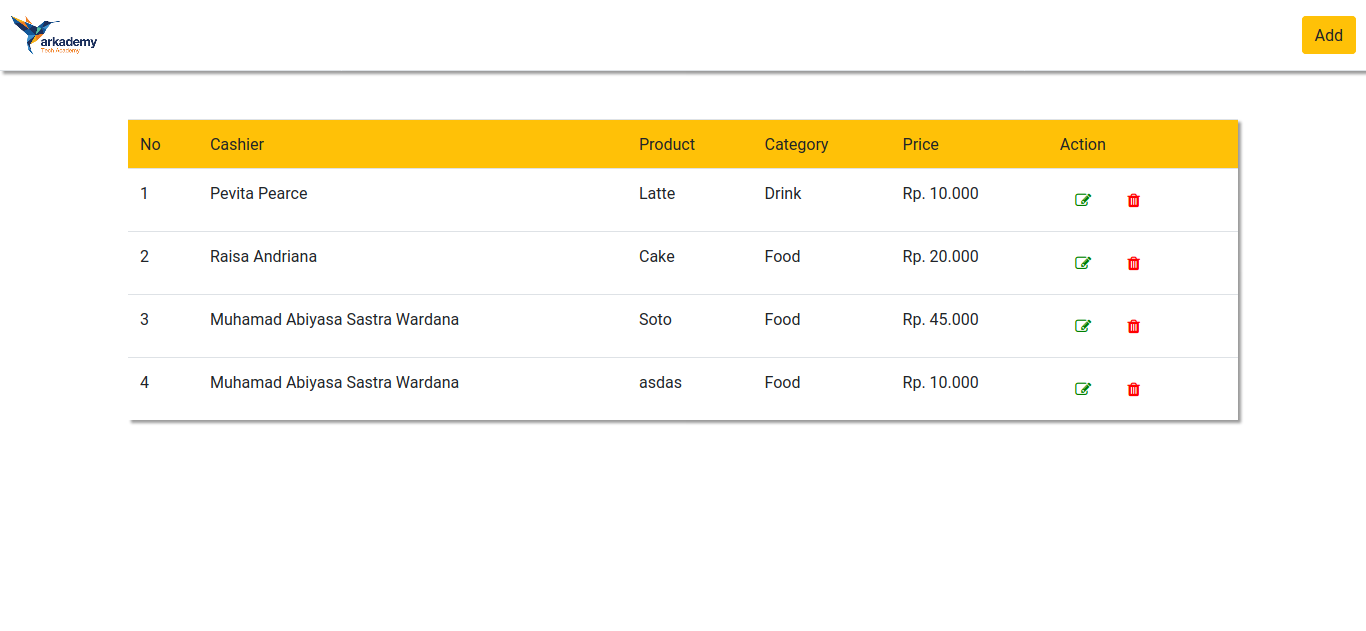 arkademy
Tech Academy
Add
No Cashier Product Category Price Action
1 Pevita Pearce Latte Drink Rp. 10.000
2 Raisa Andriana Cake Food Rp. 20.000
3 Muhamad Abiyasa Sastra Wardana Soto Food Rp. 45.000
4 Muhamad Abiyasa Sastra Wardana asdas Food Rp. 10.000